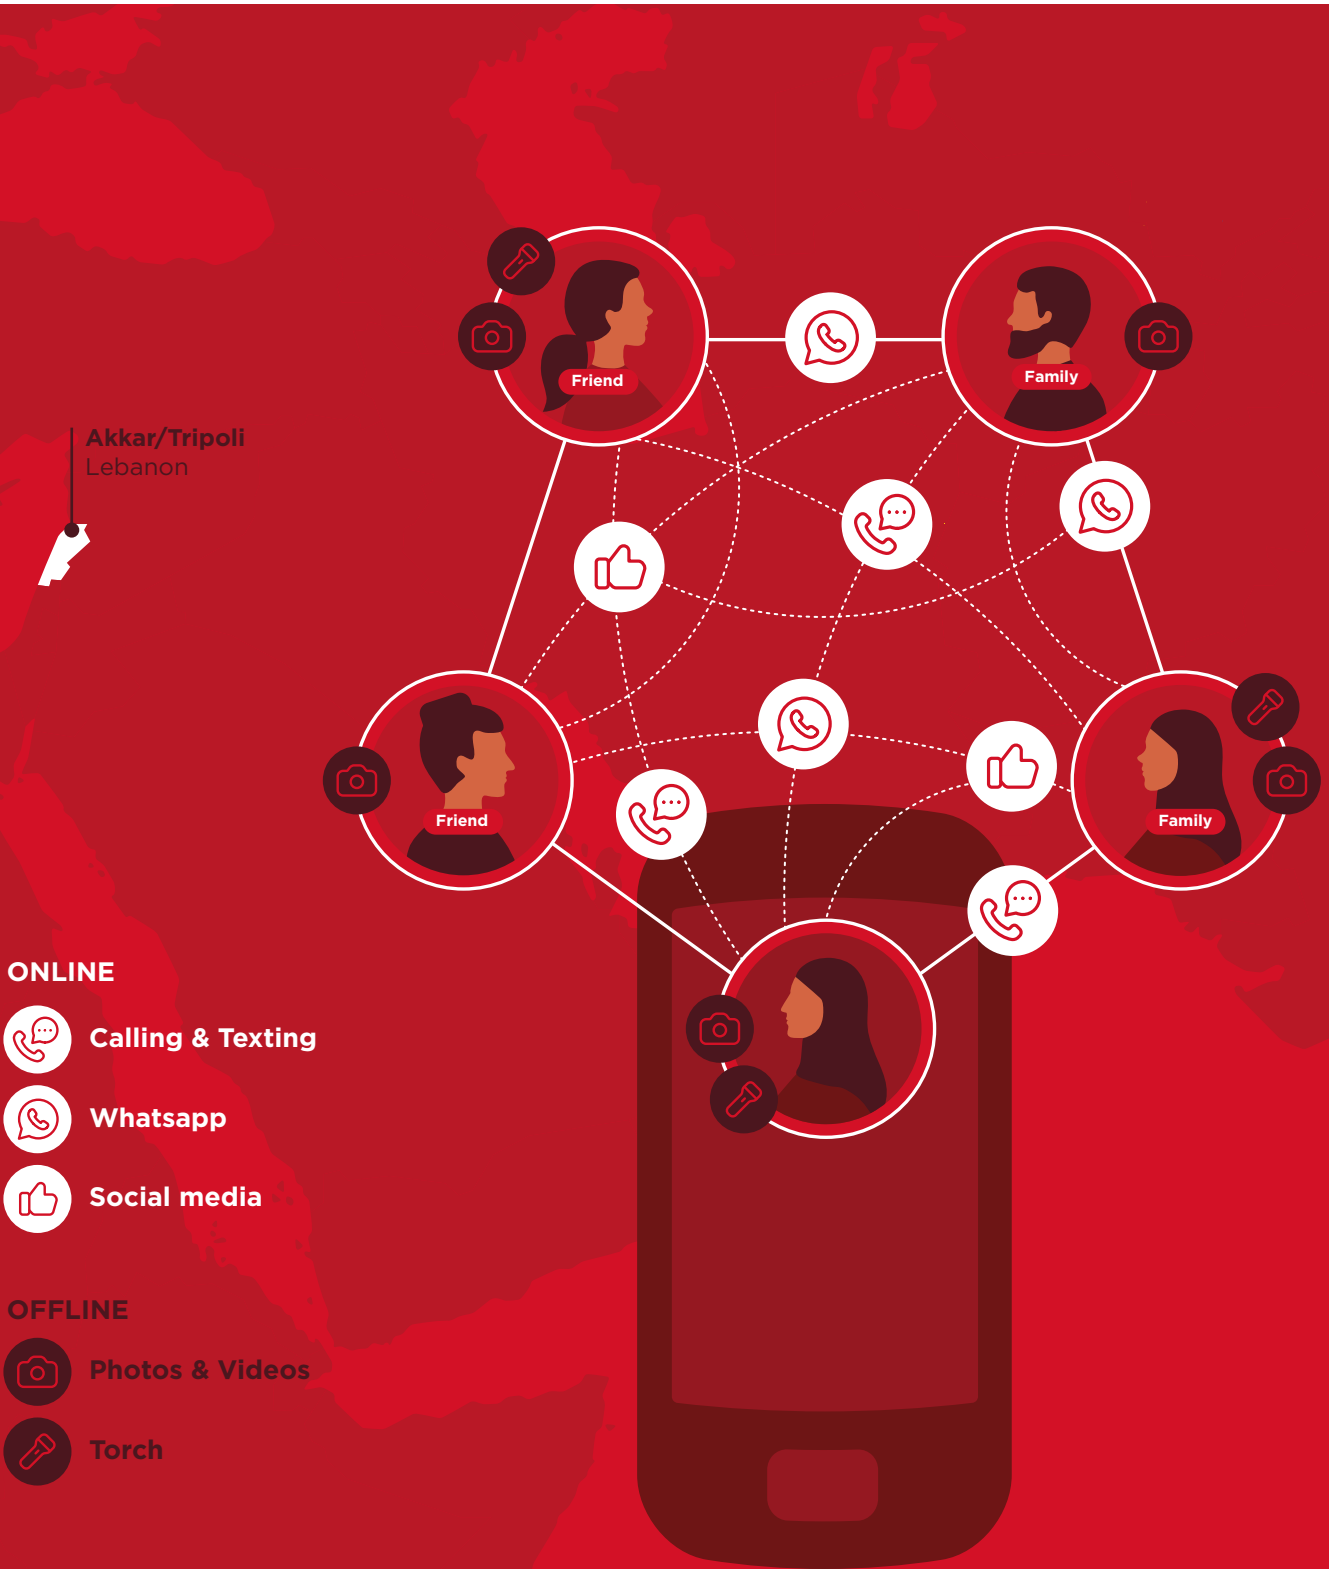 Friend
Family
Akkar/Tripoli
Lebanon
Friend
Family
ONLINE
Calling & Texting
Whatsapp
Social media
OFFLINE
Photos & Videos
Torch